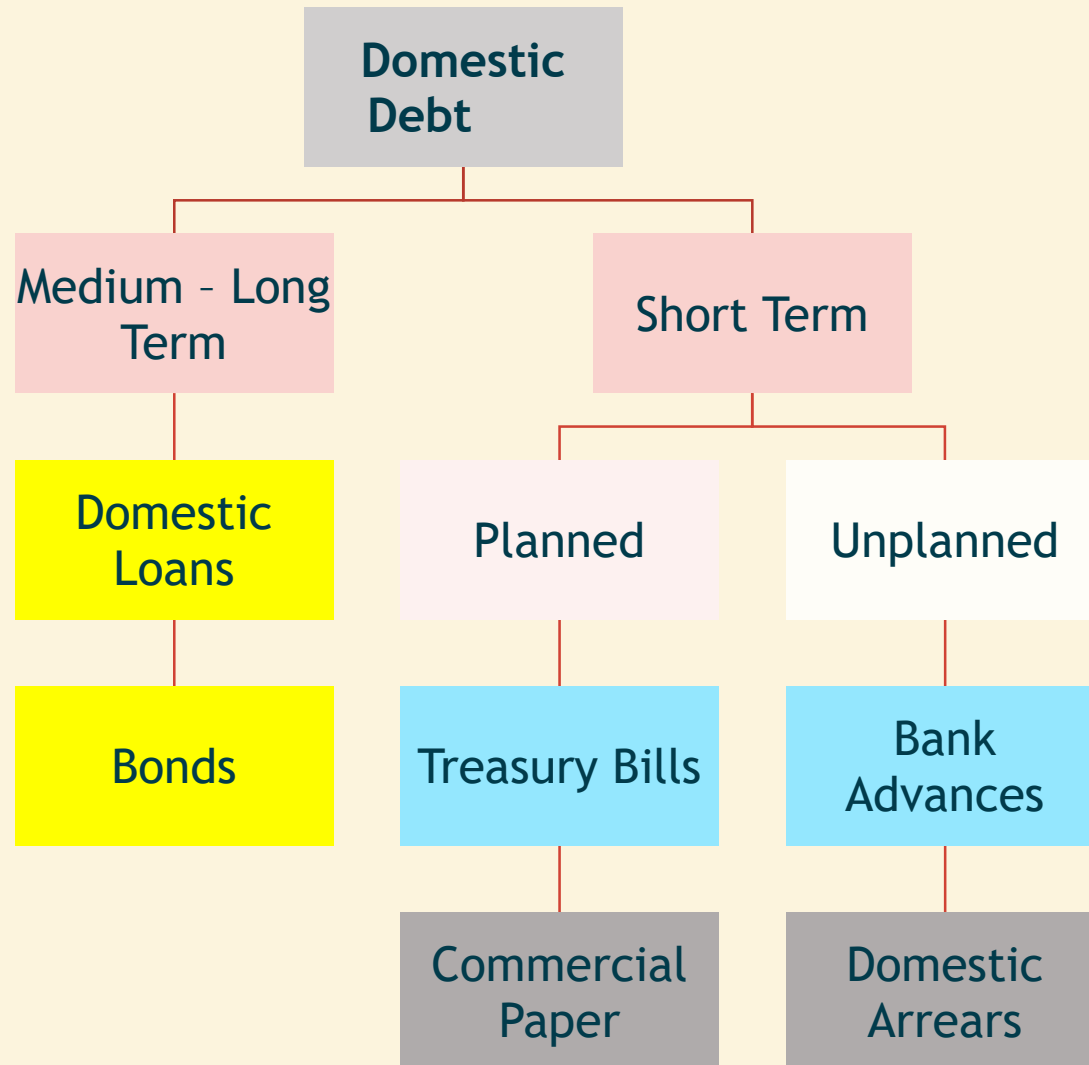 Domestic
Debt
Medium – Long
Term
Short Term
Domestic
Loans
Planned
Unplanned
Bonds
Treasury Bills
Bank
Advances
Commercial
Paper
Domestic
Arrears